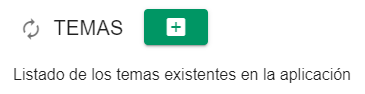 TEMAS
Listado de los temas existentes en la aplicación